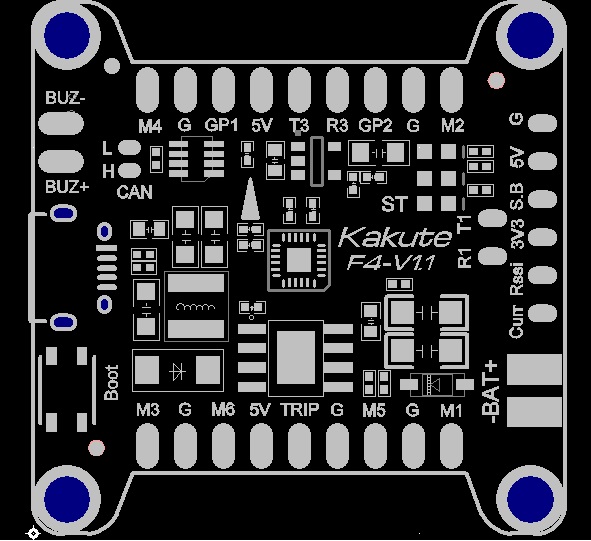 BUZ-
M4 G GP1 5V T3 R3 GP2 G M2
G
L
H
CAN
BUZ+
5V
S.B
ST
T1
3V3
Kakute
F4-V1.1
R1
Rssi
Curr
Boot
-BAT+
M3 G M6 5V TRIP G M5 G M1